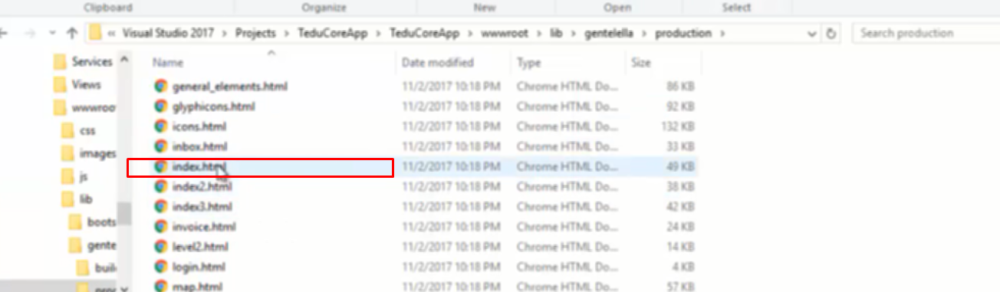 Clipboard Organize New Open Select
« Visual Studio 2017 > Projects > TeduCoreApp > TeduCoreApp > wwwroot > lib > gentelella > production > Search production
Services Name Date modified Type Size
general_elements.html 11/2/2017 10:18 PM Chrome HTML Do... 86 KB
Views
glyphicons.html 11/2/2017 10:18 PM Chrome HTML Do... 92 KB
wwwroo
icons.html 11/2/2017 10:18 PM Chrome HTML Do... 132 KB
css
inbox.html 11/2/2017 10:18 PM Chrome HTML Do... 33 KB
images
index.html 11/2/2017 10:18 PM Chrome HTML Do... 49 KB
js
index2.html 11/2/2017 10:18 PM Chrome HTML Do... 38 KB
lib
index3.html 11/2/2017 10:18 PM Chrome HTML Do... 42 KB
boots
invoice.html 11/2/2017 10:18 PM Chrome HTML Do... 24 KB
gente
level2.html 11/2/2017 10:18 PM Chrome HTML Do... 14 KB
buil
login.html 11/2/2017 10:18 PM Chrome HTML Do... 4 KB
map.html 11/2/2017 10:18 PM Chrome HTML Do... 57 KB